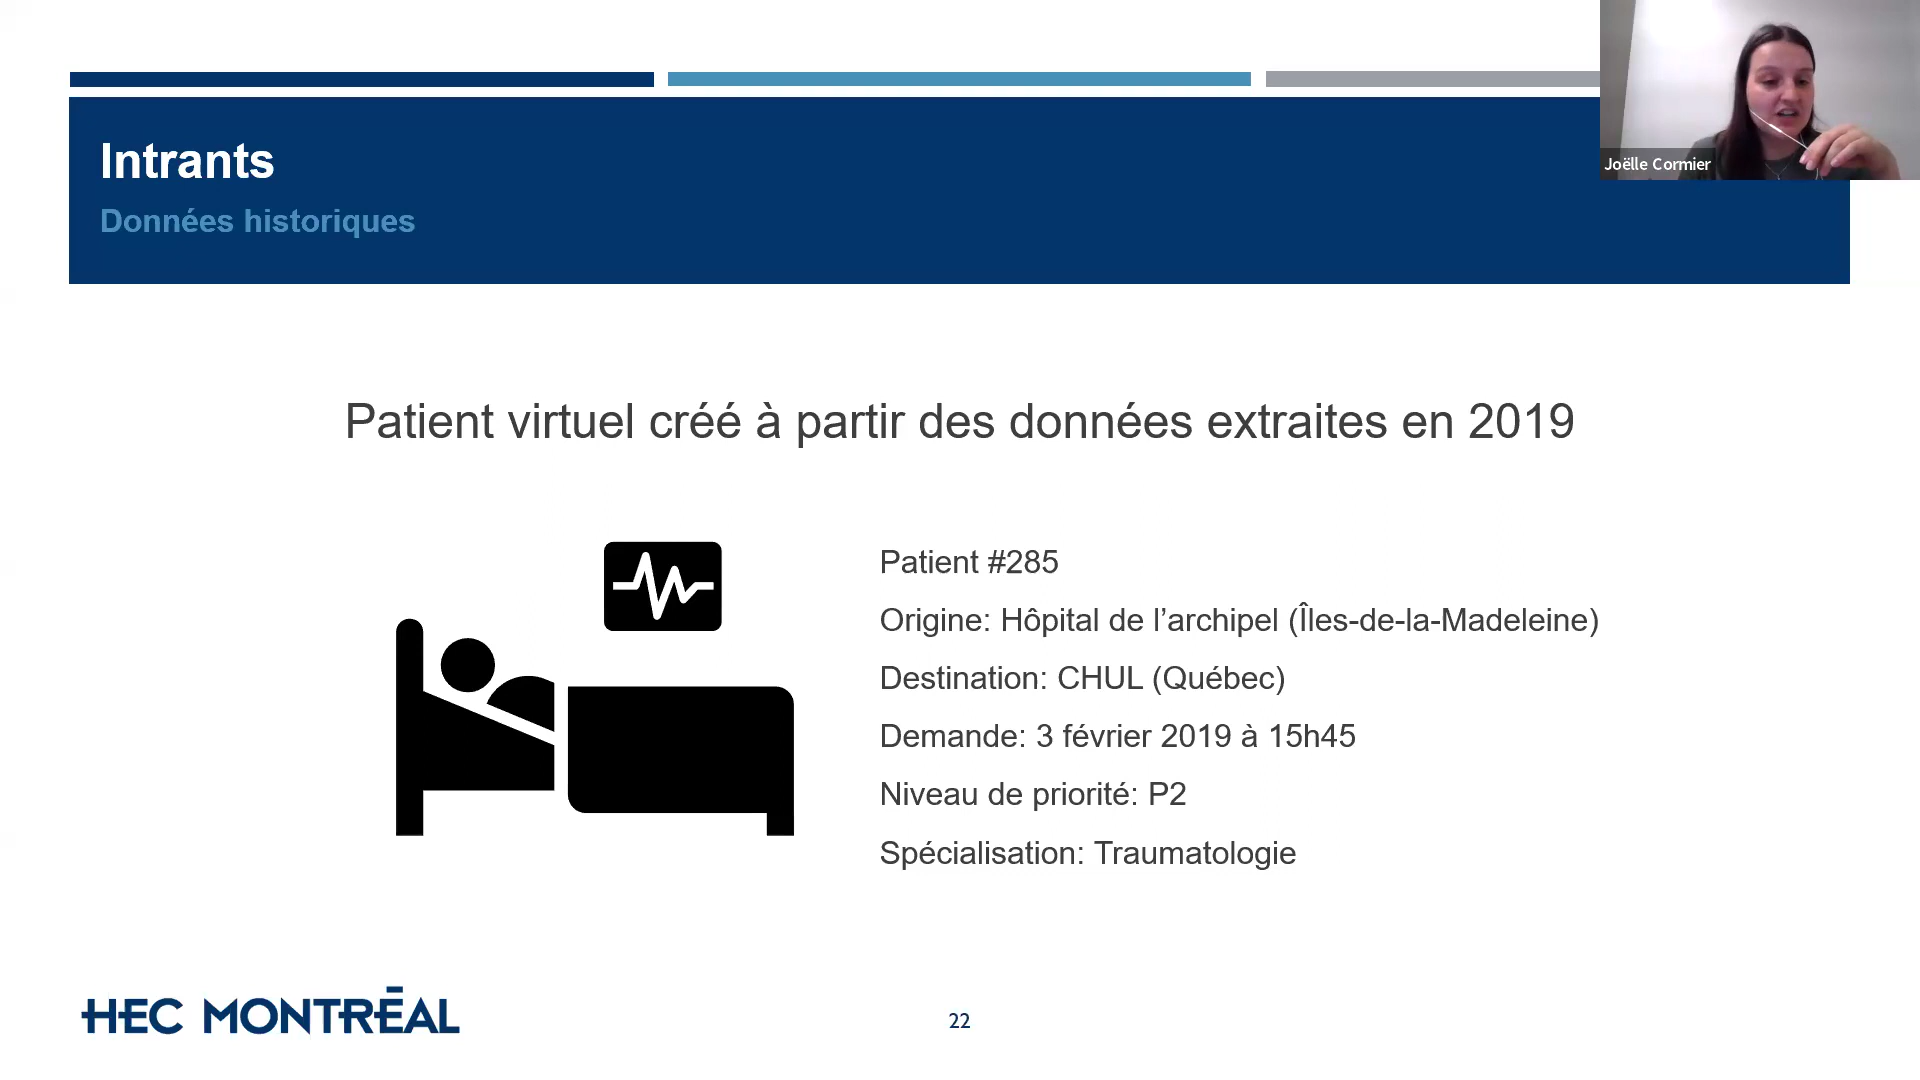 Joëlle Cormier
Intrants
Données historiques
Patient virtuel créé à partir des données extraites en 2019
Patient #285
Origine: Hôpital de l’archipel (Îles-de-la-Madeleine)
Destination: CHUL (Québec)
Demande: 3 février 2019 à 15h45
Niveau de priorité: P2
Spécialisation: Traumatologie
HEC MONTRÉAL
22